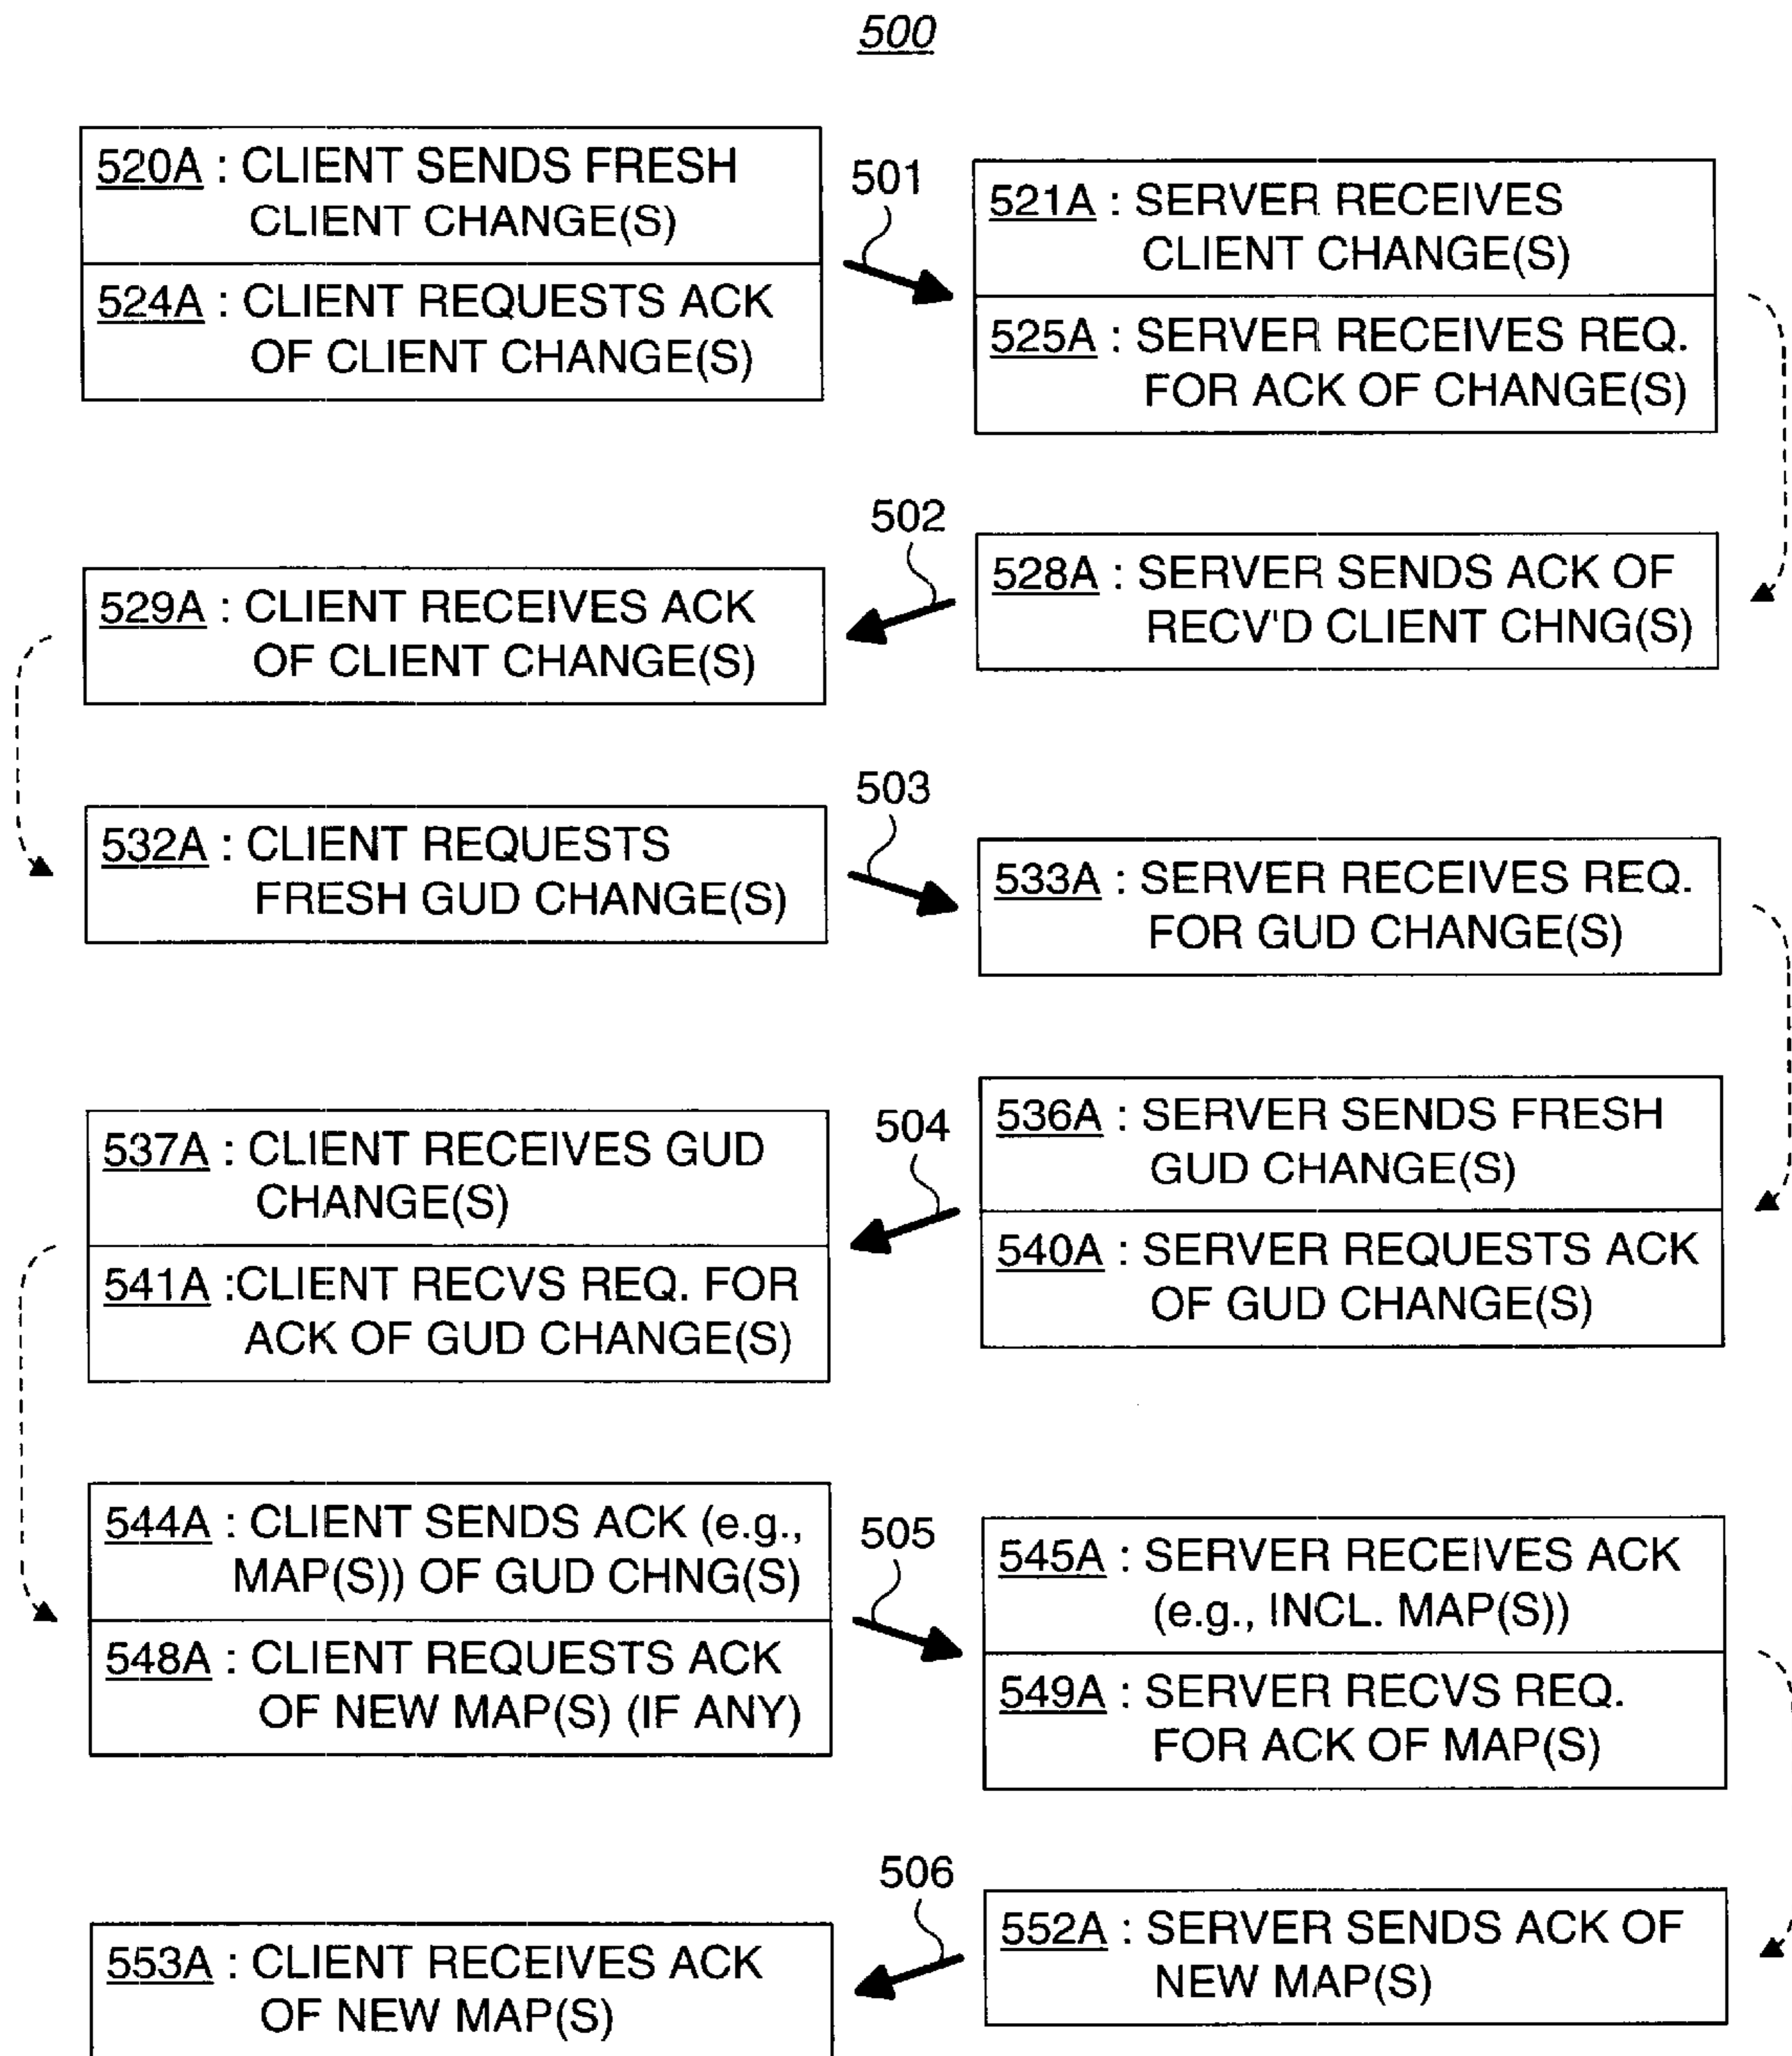 500
520A : CLIENT SENDS FRESH
CLIENT CHANGE(S)
524A : CLIENT REQUESTS ACK
OF CLIENT CHANGE(S)
501
521A : SERVER RECEIVES
CLIENT CHANGE(S)
525A : SERVER RECEIVES REQ.
FOR ACK OF CHANGE(S)
502
528A : SERVER SENDS ACK OF
RECV'D CLIENT CHNG(S)
529A : CLIENT RECEIVES ACK
OF CLIENT CHANGE(S)
503
532A : CLIENT REQUESTS
FRESH GUD CHANGE(S)
533A : SERVER RECEIVES REQ.
FOR GUD CHANGE(S)
504
536A : SERVER SENDS FRESH
GUD CHANGE(S)
540A : SERVER REQUESTS ACK
OF GUD CHANGE(S)
537A : CLIENT RECEIVES GUD
CHANGE(S)
541A :CLIENT RECVS REQ. FOR
ACK OF GUD CHANGE(S)
544A : CLIENT SENDS ACK (e.g.,
MAP(S)) OF GUD CHNG(S)
548A : CLIENT REQUESTS ACK
OF NEW MAP(S) (IF ANY)
505
545A : SERVER RECEIVES ACK
(e.g., INCL. MAP(S))
549A : SERVER RECVS REQ.
FOR ACK OF MAP(S)
506
552A : SERVER SENDS ACK OF
NEW MAP(S)
553A : CLIENT RECEIVES ACK
OF NEW MAP(S)